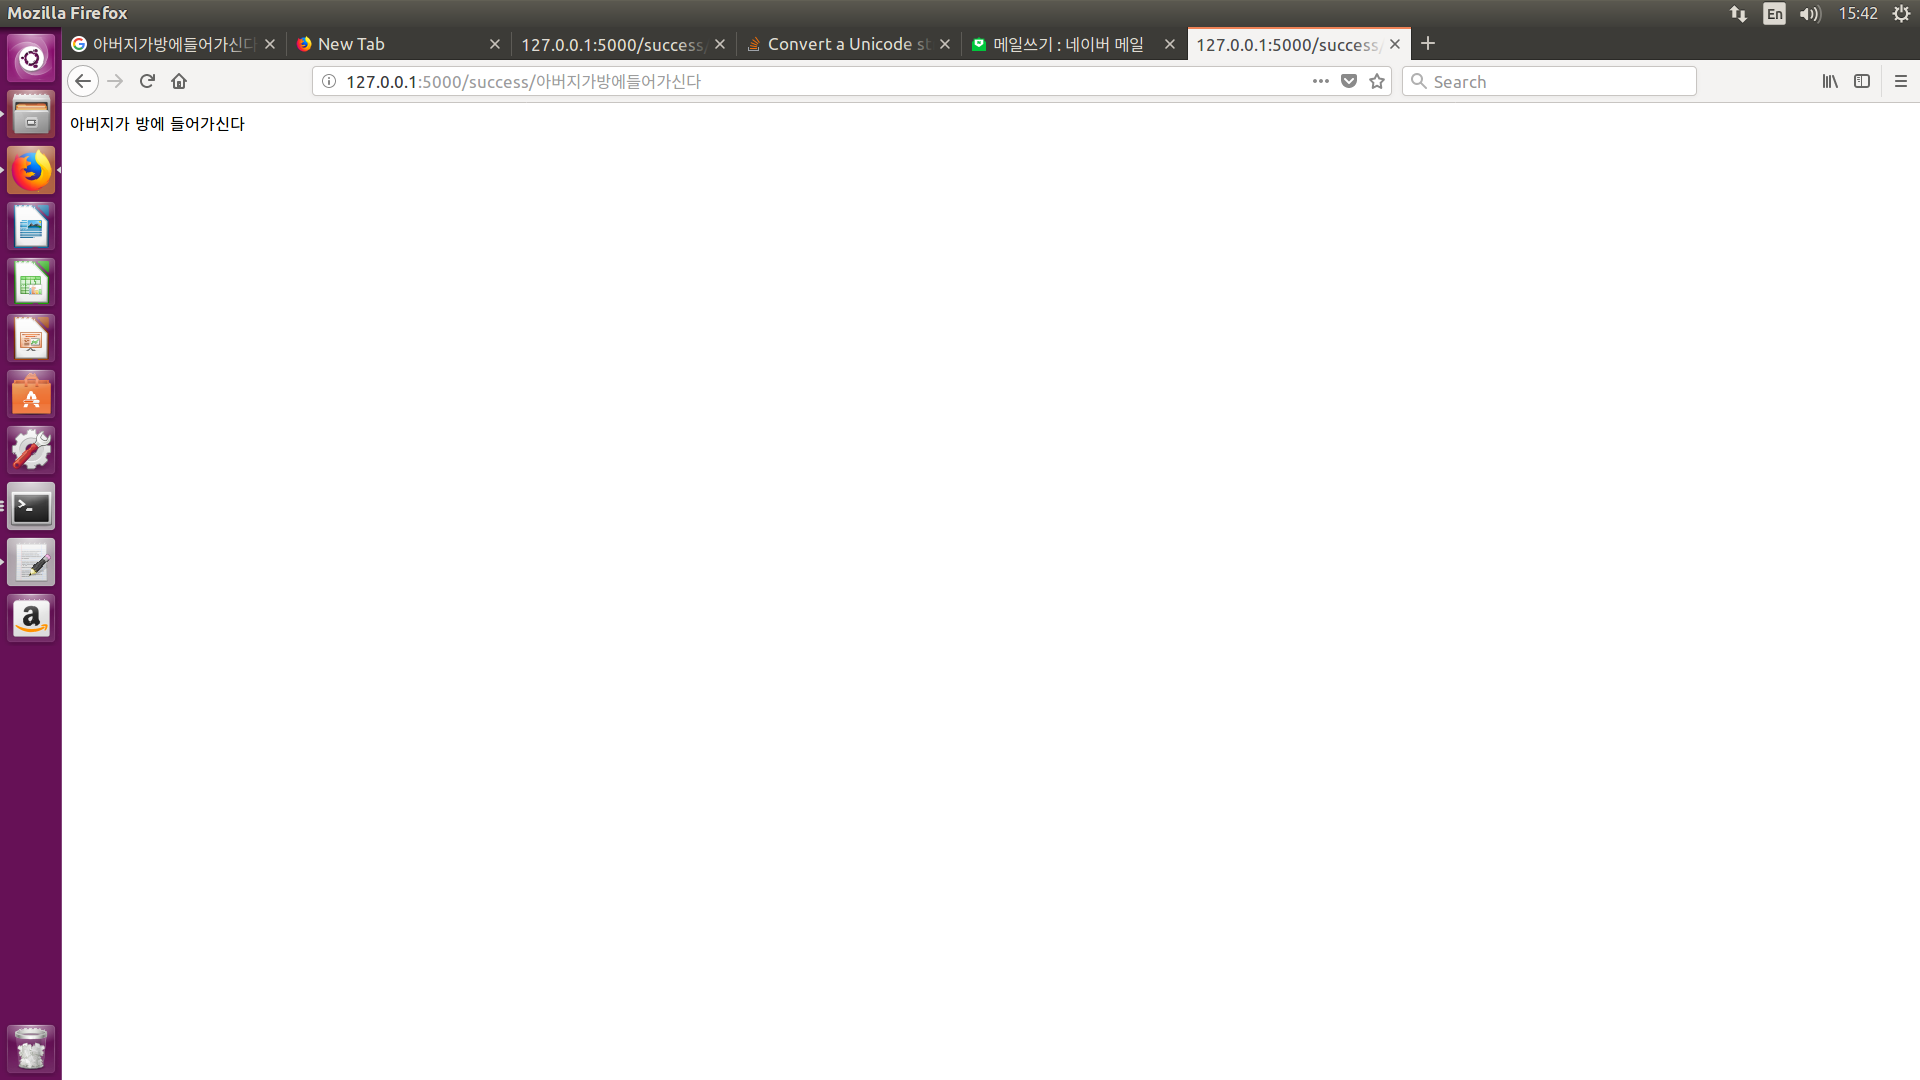 Mozilla Firefox
En
15:42
아버지가방에들어가신다
New Tab
127.0.0.1:5000/success/
Convert a Unicode st
메일쓰기 : 네이버 메일
127.0.0.1:5000/success/
127.0.0.1:5000/success/아버지가방에들어가신다
Search
아버지가 방에 들어가신다